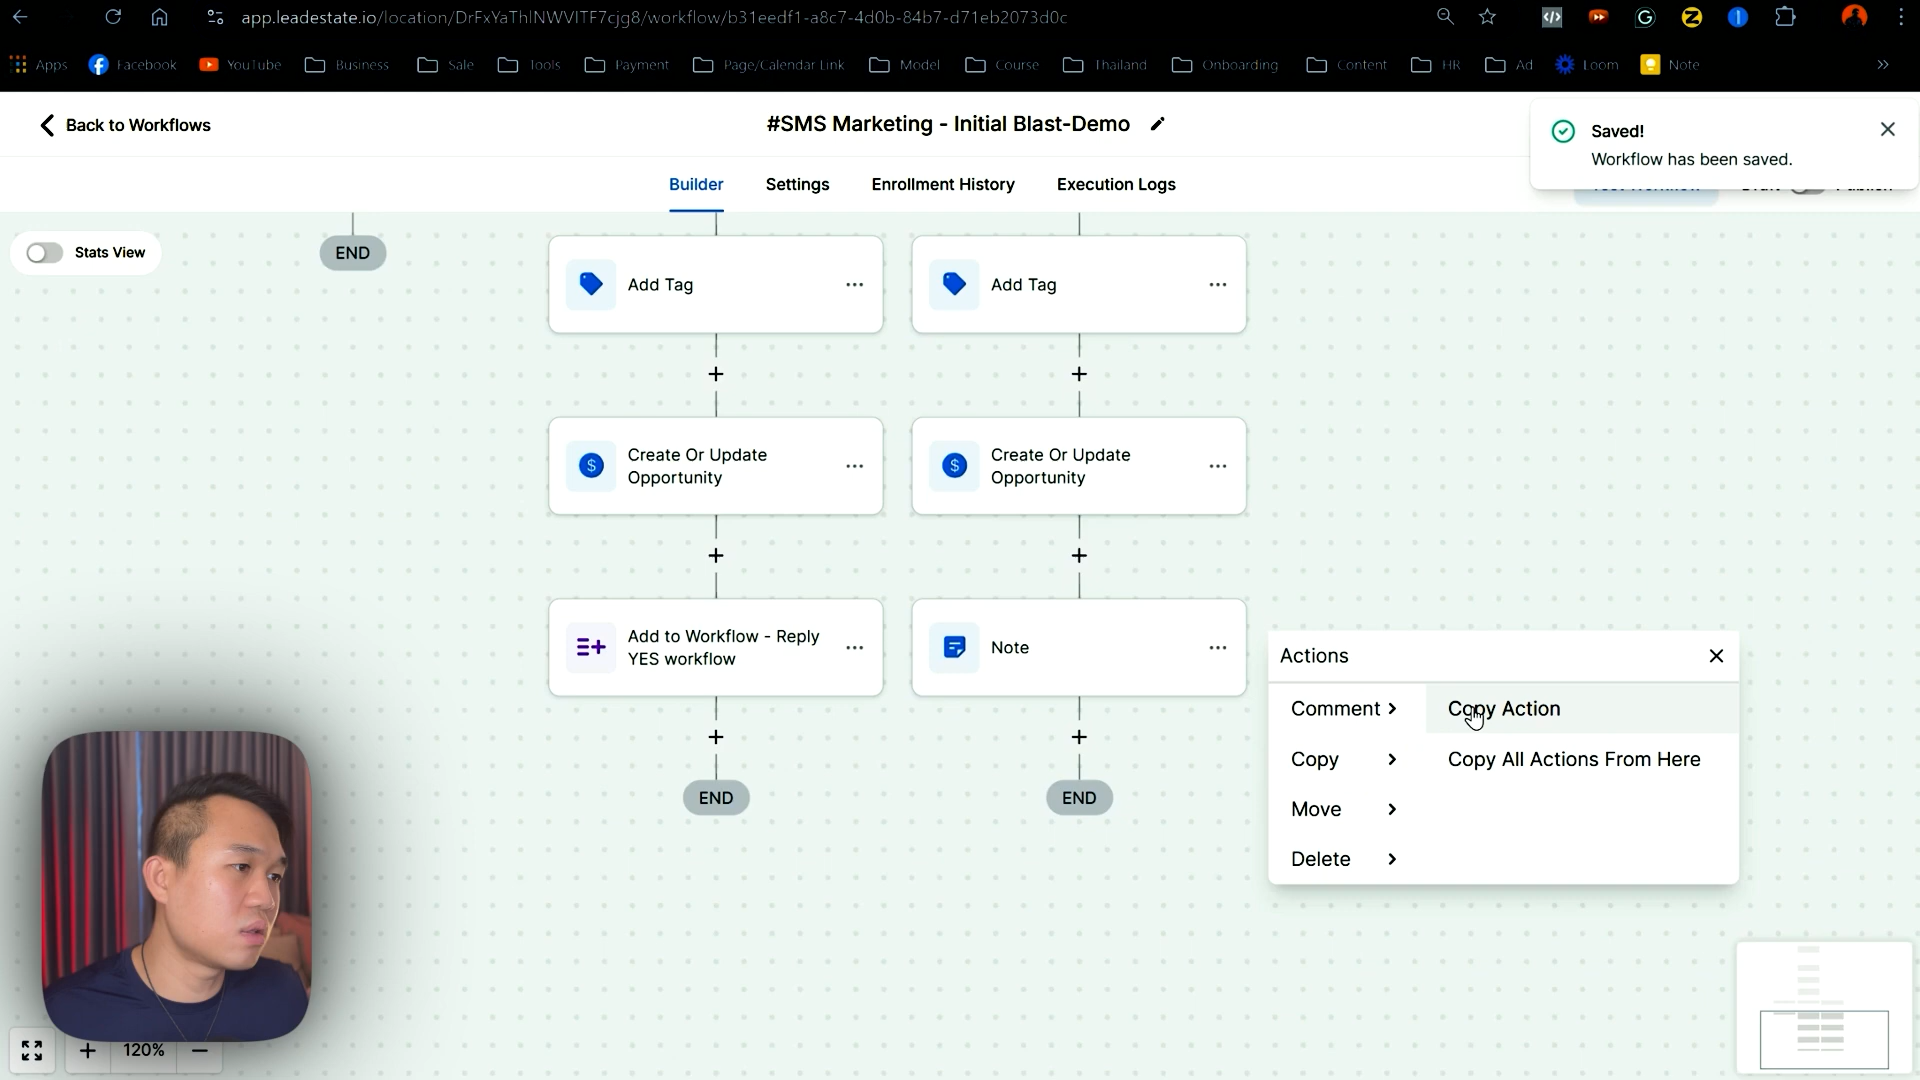 app.leadestate.io/location/DrFxYaThlNWVITF7cjg8/workflow/b31eedf1-a8c7-4d0b-84b7-d71eb2073d0c
Apps
Facebook
YouTube
Business
Sale
Tools
Payment
Page/Calendar Link
Model
Course
Thailand
Onboarding
Content
HR
Ad
Loom
Note
Back to Workflows
#SMS Marketing - Initial Blast-Demo
Saved!
Workflow has been saved.
Builder
Settings
Enrollment History
Execution Logs
Stats View
END
Add Tag
Add Tag
Create Or Update
Opportunity
Create Or Update
Opportunity
Add to Workflow - Reply
YES workflow
Note
END
END
Actions
Comment
Copy Action
Copy
Copy All Actions From Here
Move
Delete
120%